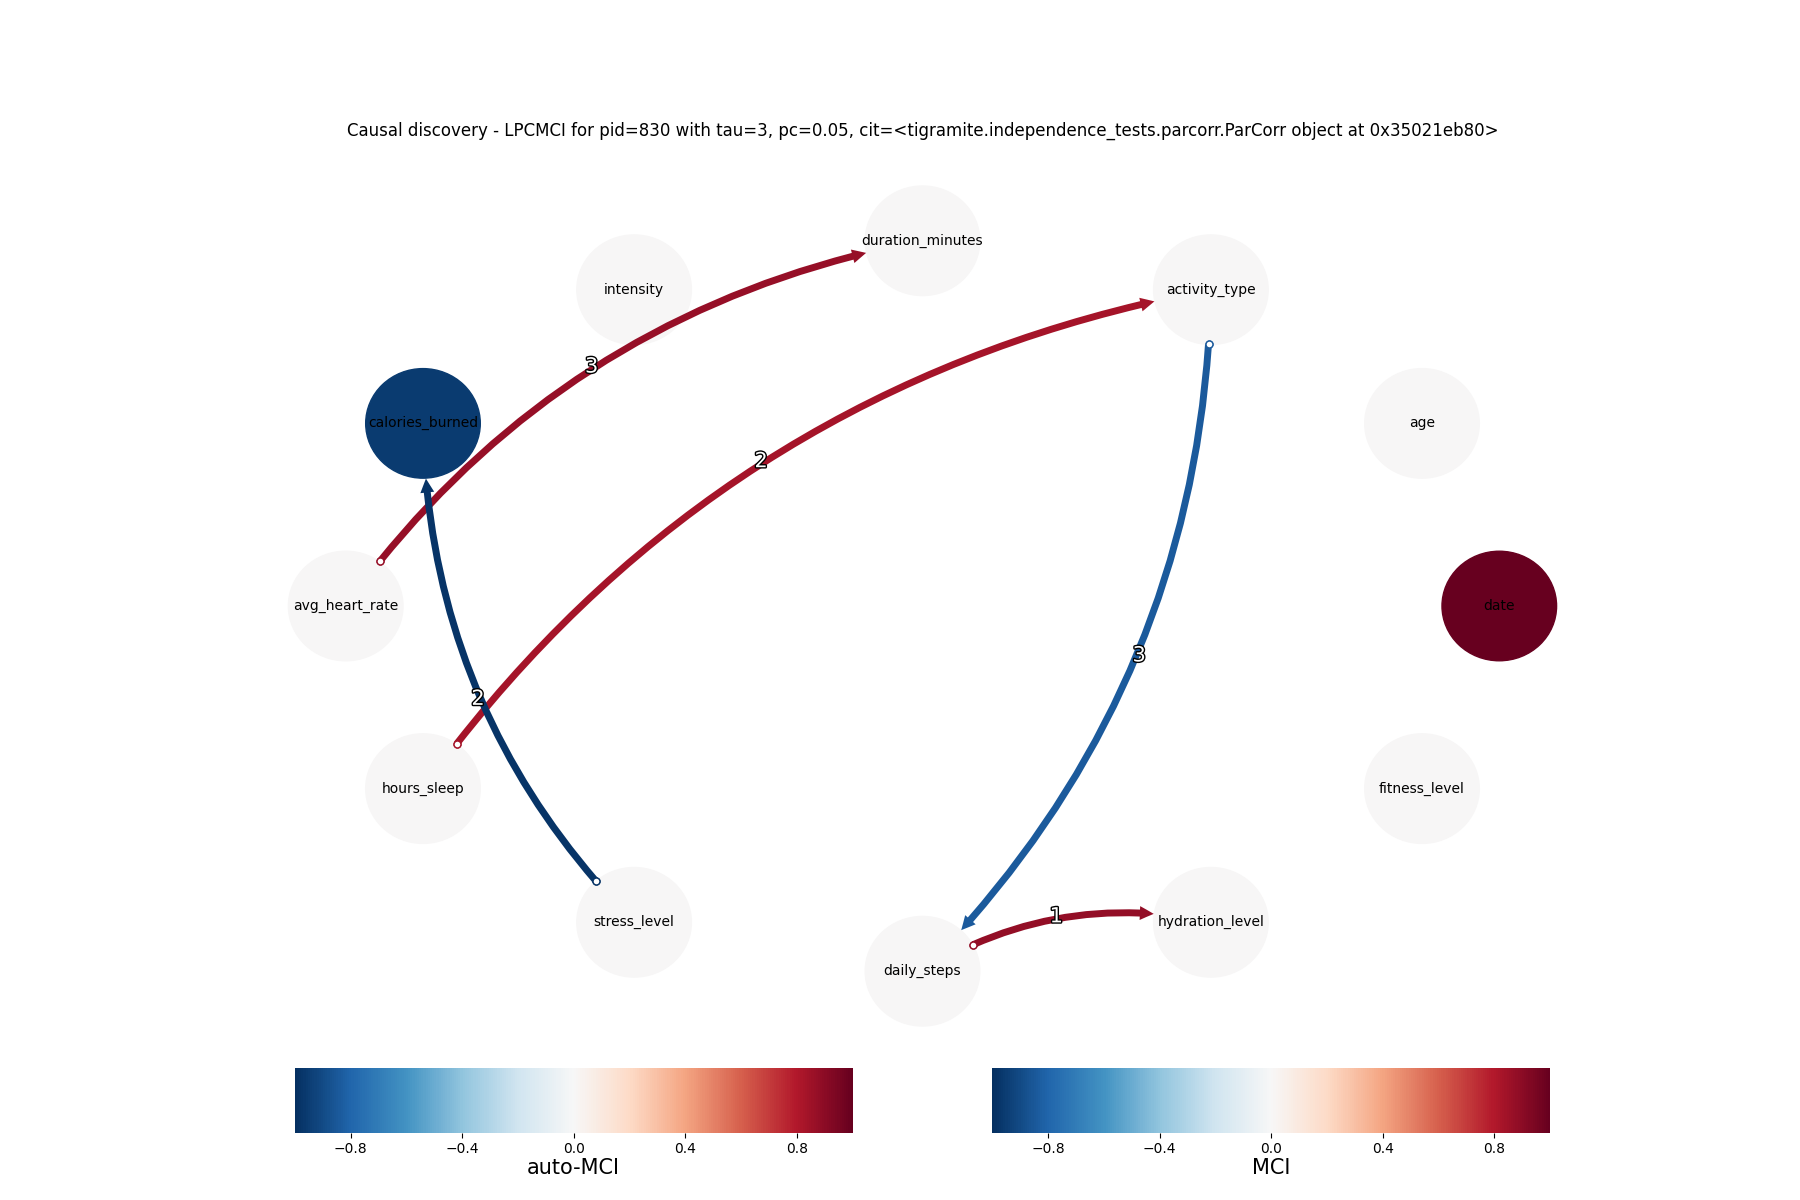 Causal discovery - LPCMCI for pid=830 with tau=3, pc=0.05, cit=<tigramite.independence_tests.parcorr.ParCorr object at 0x35021eb80>
duration_minutes
intensity
activity_type
3
calories_burned
age
2
avg_heart_rate
date
3
2
hours_sleep
fitness_level
stress_level
1
hydration_level
daily_steps
−0.8 −0.4 0.0 0.4 0.8
auto-MCI
−0.8 −0.4 0.0 0.4 0.8
MCI